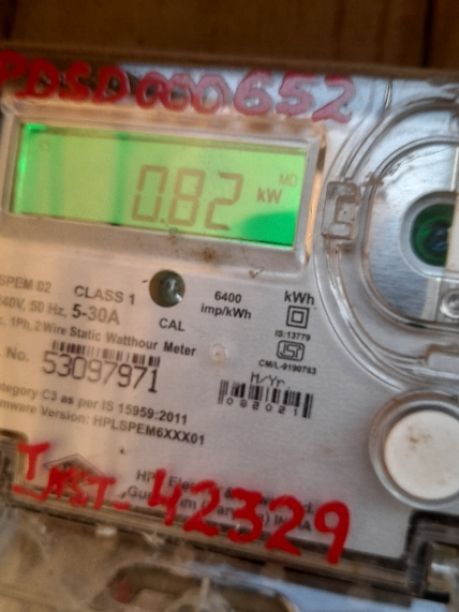 PDSD000652
MD
0.82 kW
SPEM 02 CLASS 1
240V, 50 Hz, 5-30A
CAL
6400
imp/kWh
kWh
IS:13779
1Ph, 2 Wire Static Watthour Meter
CM/L-9190783
No. 53097971
M/Yr
082021
Category C3 as per IS 15959:2011
Firmware Version: HPLSPEM6XXX01
TAST-42329